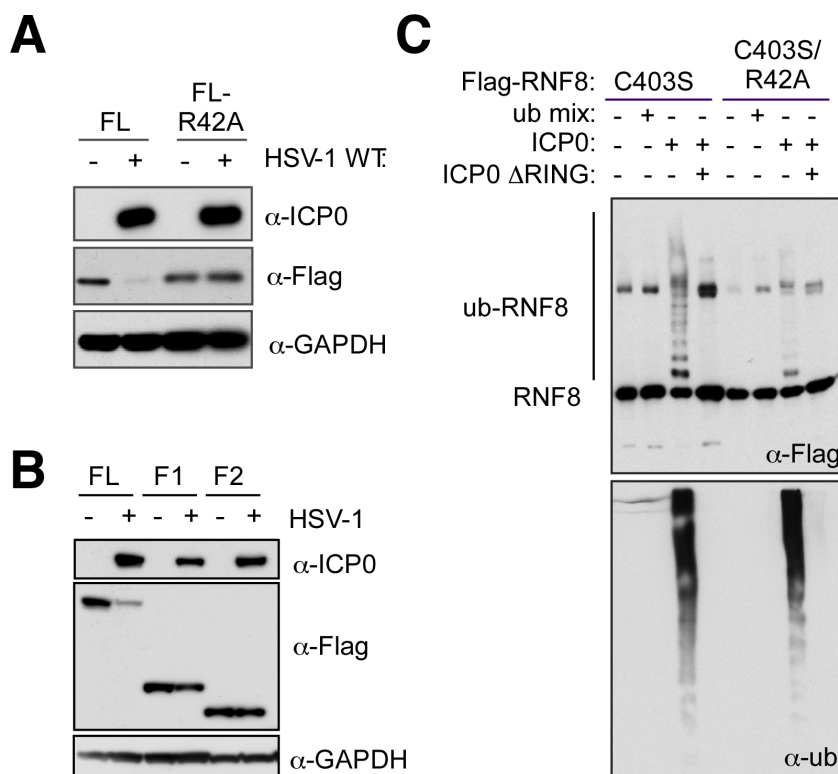 A
FL
FL-
R42A
- + - + HSV-1 WT:
α-ICP0
α-Flag
α-GAPDH
B
FL F1 F2
- + - + - + HSV-1
α-ICP0
α-Flag
α-GAPDH
C
Flag-RNF8: C403S C403S/
R42A
ub mix: - + - - - + - -
ICP0: - - + + - - + +
ICP0 ΔRING: - - - + - - - +
ub-RNF8
RNF8
α-Flag
α-ub